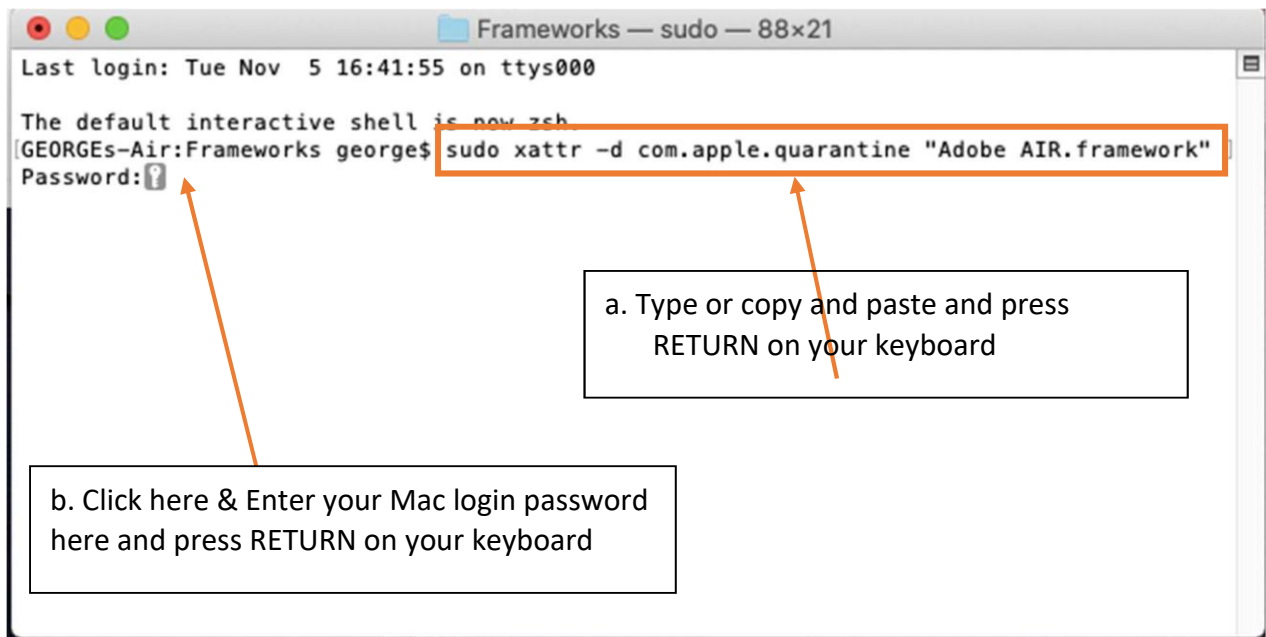 Frameworks — sudo — 88×21
Last login: Tue Nov  5 16:41:55 on ttys000
The default interactive shell is now zsh.
[GEORGEs-Air:Frameworks george$ sudo xattr -d com.apple.quarantine "Adobe AIR.framework"
Password:
a. Type or copy and paste and press
RETURN on your keyboard
b. Click here & Enter your Mac login password
here and press RETURN on your keyboard